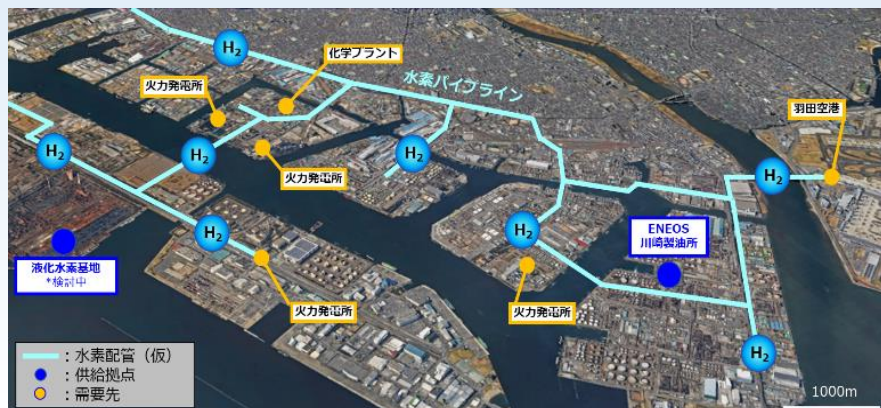 H₂
化学プラント
水素パイプライン
火力発電所
羽田空港
H₂
H₂
H₂
H₂
火力発電所
H₂
H₂
ENEOS
川崎製油所
液化水素基地
*検討中
火力発電所
火力発電所
H₂
：水素配管（仮）
：供給拠点
：需要先
1000m